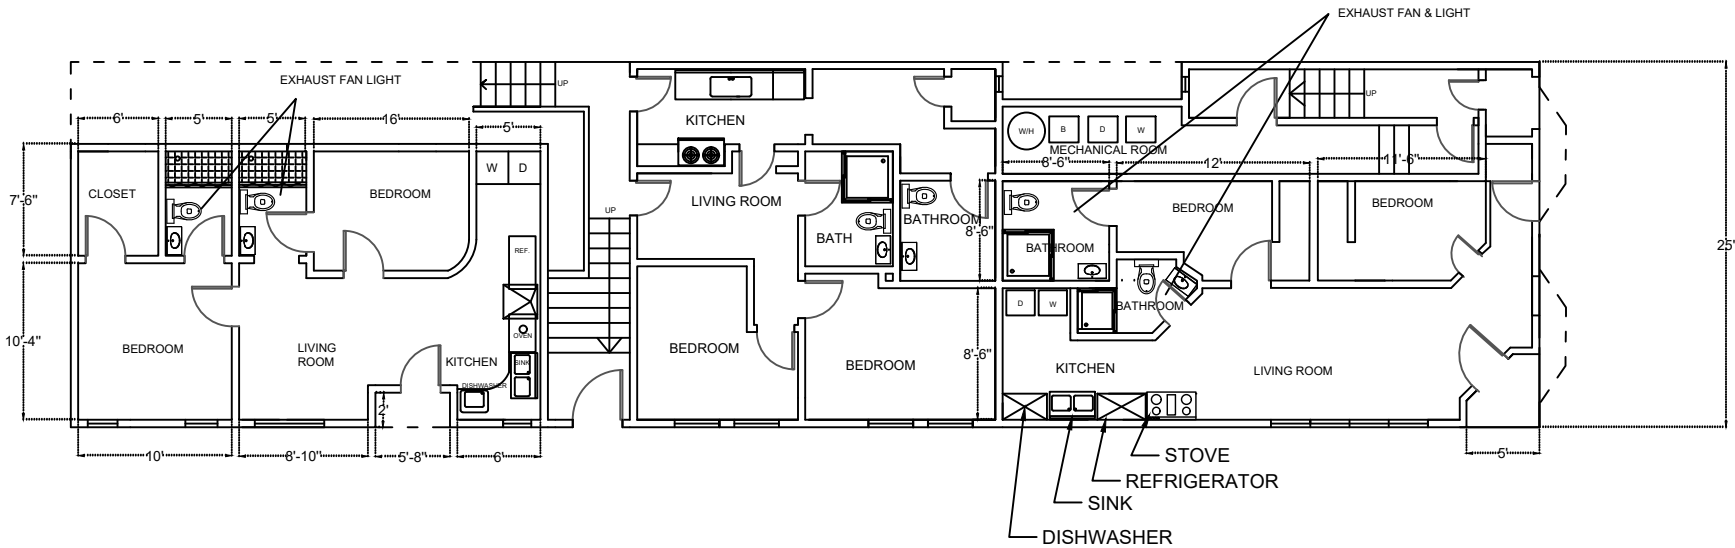 EXHAUST FAN & LIGHT
EXHAUST FAN LIGHT
UP
UP
6'
5'
5'
16'
5'
KITCHEN
W/H
B
D
W
MECHANICAL ROOM
8'-6"
12'
11'-6"
25'
7'-6"
CLOSET
BEDROOM
W
D
UP
LIVING ROOM
BATH
BATHROOM
8'-6"
BEDROOM
BEDROOM
BATHROOM
REF.
BATHROOM
D
W
10'-4"
BEDROOM
LIVING
ROOM
KITCHEN
OVEN
SINK
DISHWASHER
2'
BEDROOM
BEDROOM
8'-6"
KITCHEN
LIVING ROOM
10'
8'-10"
5'-8"
6'
5'
STOVE
REFRIGERATOR
SINK
DISHWASHER